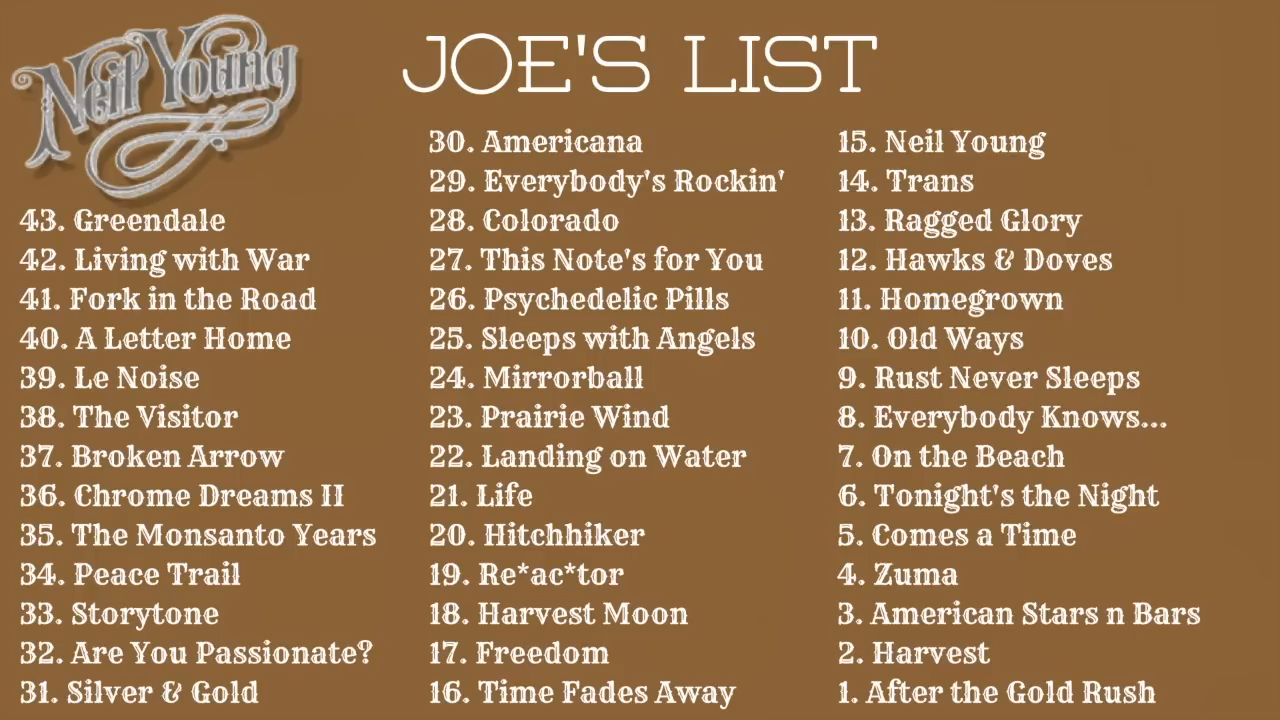 Neil Young
JOE'S LIST
43. Greendale
42. Living with War
41. Fork in the Road
40. A Letter Home
39. Le Noise
38. The Visitor
37. Broken Arrow
36. Chrome Dreams II
35. The Monsanto Years
34. Peace Trail
33. Storytone
32. Are You Passionate?
31. Silver & Gold
30. Americana
29. Everybody's Rockin'
28. Colorado
27. This Note's for You
26. Psychedelic Pills
25. Sleeps with Angels
24. Mirrorball
23. Prairie Wind
22. Landing on Water
21. Life
20. Hitchhiker
19. Re*ac*tor
18. Harvest Moon
17. Freedom
16. Time Fades Away
15. Neil Young
14. Trans
13. Ragged Glory
12. Hawks & Doves
11. Homegrown
10. Old Ways
9. Rust Never Sleeps
8. Everybody Knows...
7. On the Beach
6. Tonight's the Night
5. Comes a Time
4. Zuma
3. American Stars n Bars
2. Harvest
1. After the Gold Rush